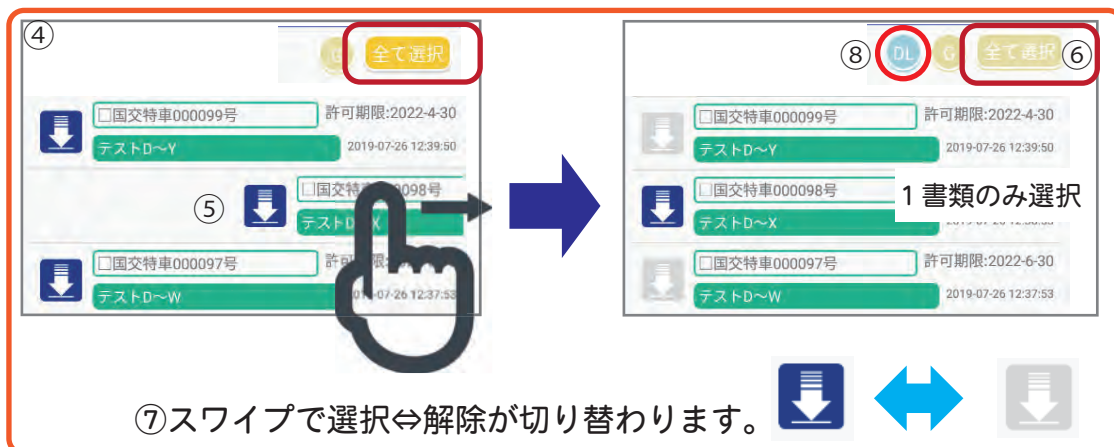 ④
全て選択
□国交特車000099号 許可期限:2022-4-30
テストD～Y 2019-07-26 12:39:50
⑤
□国交特車 0098号
テストD X
□国交特車000097号
テストD～W 07-26 12:37:53
⑧ DL G 全て選択 ⑥
□国交特車000099号 許可期限:2022-4-30
テストD～Y 2019-07-26 12:39:50
□国交特車000098号
1書類のみ選択
テストD～X
□国交特車000097号 許可期限:2022-6-30
テストD～W 2019-07-26 12:37:53
⑦スワイプで選択⇔解除が切り替わります。